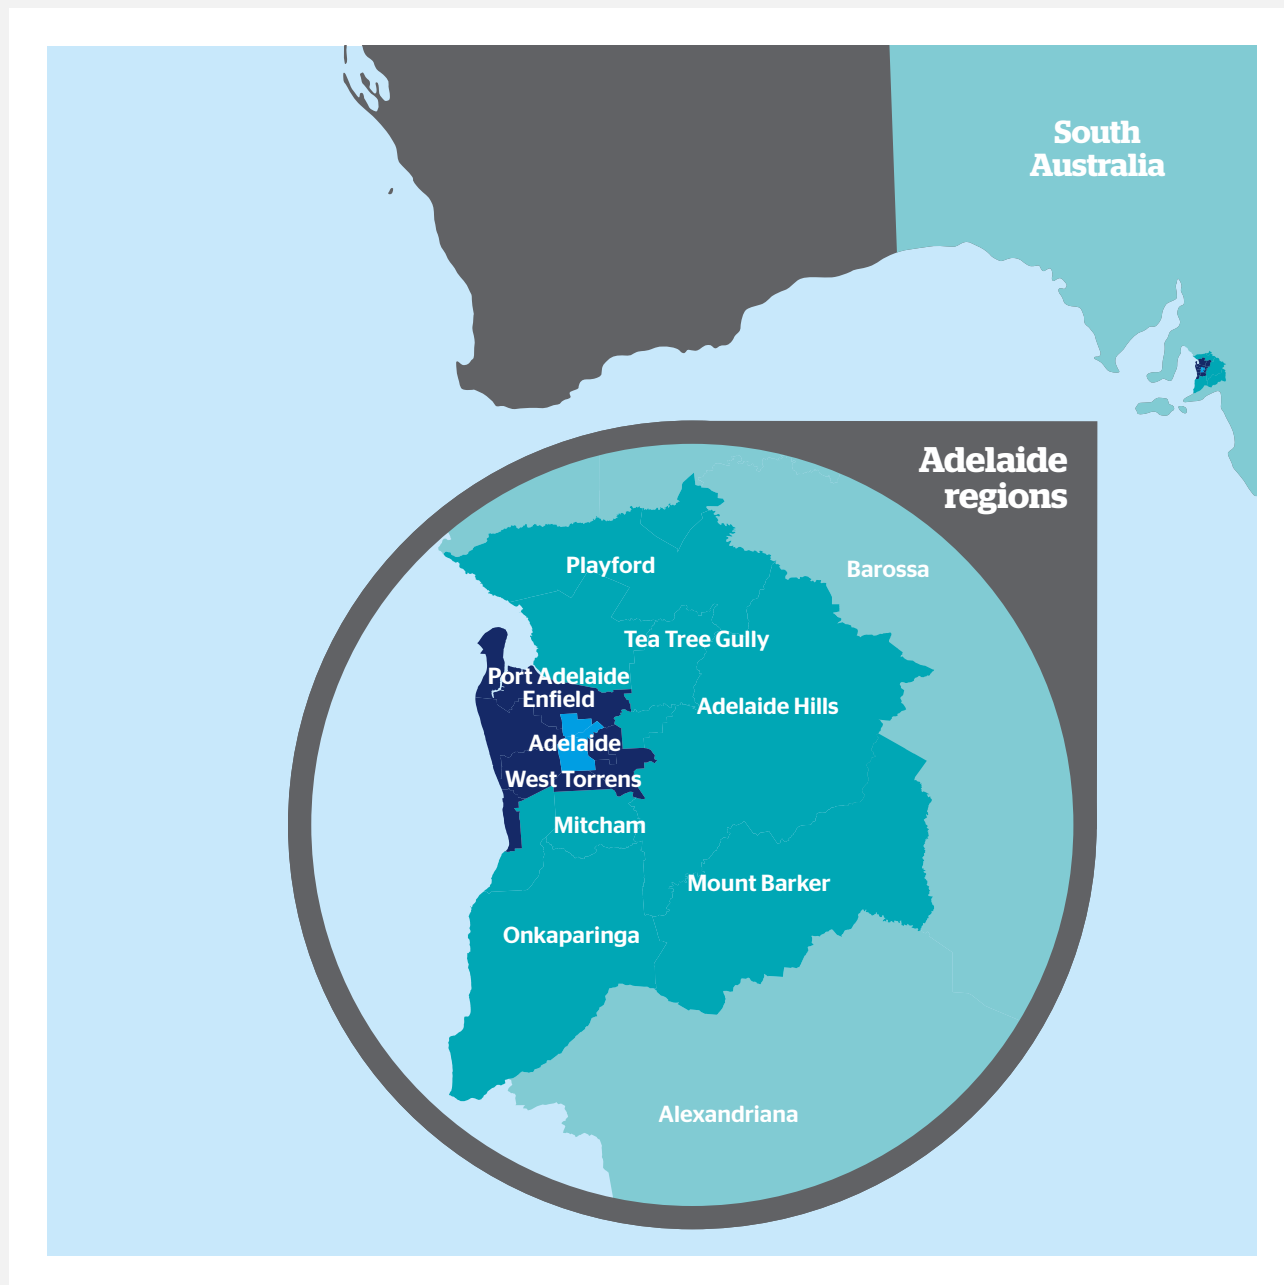 South
Australia
Adelaide
regions
Playford
Barossa
Tea Tree Gully
Port Adelaide
Enfield
Adelaide Hills
Adelaide
West Torrens
Mitcham
Mount Barker
Onkaparinga
Alexandriana